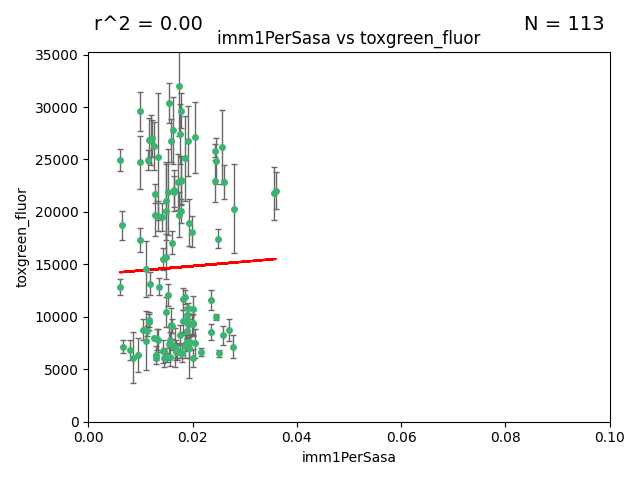 r^2 = 0.00
N = 113
imm1PerSasa vs toxgreen_fluor
35000
30000
25000
20000
15000
10000
5000
0
toxgreen_fluor
0.00
0.02
0.04
0.06
0.08
0.10
imm1PerSasa